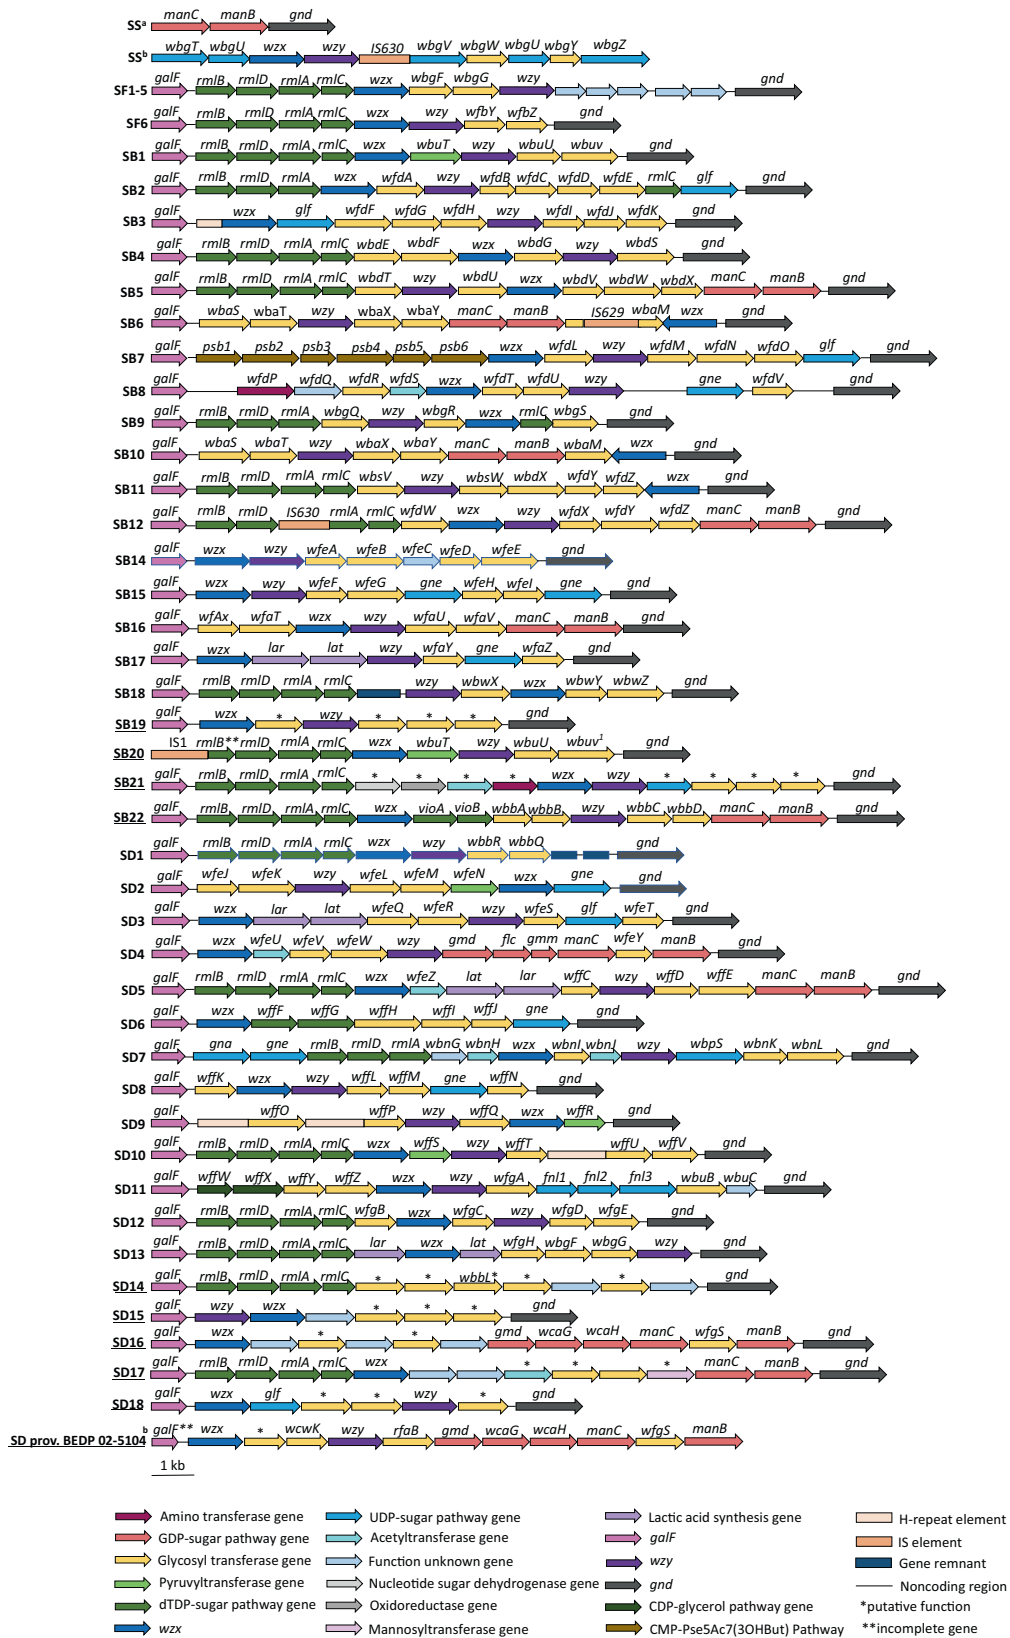 SSᵃ manC manB gnd
SSᵇ wbgT wbgU wzx wzy IS630 wbgV wbgW wbgU wbgY wbgZ
SF1-5 galF rmlB rmlD rmlA rmlC wzx wbgF wbgG wzy gnd
SF6 galF rmlB rmlD rmlA rmlC wzx wzy wfbY wfbZ gnd
SB1 galF rmlB rmlD rmlA rmlC wzx wbuT wzy wbuU wbuv gnd
SB2 galF rmlB rmlD rmlA wzx wfdA wzy wfdB wfdC wfdD wfdE rmlC glf gnd
SB3 galF wzx glf wfdF wfdG wfdH wzy wfdI wfdJ wfdK gnd
SB4 galF rmlB rmlD rmlA rmlC wbdE wbdF wzx wbdG wzy wbdS gnd
SB5 galF rmlB rmlD rmlA rmlC wbdT wzy wbdU wzx wbdV wbdW wbdX manC manB gnd
SB6 galF wbaS wbaT wzy wbaX wbaY manC manB IS629 wbaM wzx gnd
SB7 galF psb1 psb2 psb3 psb4 psb5 psb6 wzx wfdL wzy wfdM wfdN wfdO glf gnd
SB8 galF wfdP wfdQ wfdR wfdS wzx wfdT wfdU wzy gne wfdV gnd
SB9 galF rmlB rmlD rmlA wbgQ wzy wbgR wzx rmlC wbgS gnd
SB10 galF wbaS wbaT wzy wbaX wbaY manC manB wbaM wzx gnd
SB11 galF rmlB rmlD rmlA rmlC wbsV wzy wbsW wbdX wfdY wfdZ wzx gnd
SB12 galF rmlB rmlD IS630 rmlA rmlC wfdW wzx wzy wfdX wfdY wfdZ manC manB gnd
SB14 galF wzx wzy wfeA wfeB wfeC wfeD wfeE gnd
SB15 galF wzx wzy wfeF wfeG gne wfeH wfeI gne gnd
SB16 galF wfAx wfaT wzx wzy wfaU wfaV manC manB gnd
SB17 galF wzx lar lat wzy wfaY gne wfaZ gnd
SB18 galF rmlB rmlD rmlA rmlC wzy wbwX wzx wbwY wbwZ gnd
SB19 galF wzx * wzy * * * gnd
SB20 IS1 rmlB** rmlD rmlA rmlC wzx wbuT wzy wbuU wbuv¹ gnd
SB21 galF rmlB rmlD rmlA rmlC * * * * wzx wzy * * * * gnd
SB22 galF rmlB rmlD rmlA rmlC wzx vioA vioB wbbA wbbB wzy wbbC wbbD manC manB gnd
SD1 galF rmlB rmlD rmlA rmlC wzx wzy wbbR wbbQ gnd
SD2 galF wfeJ wfeK wzy wfeL wfeM wfeN wzx gne gnd
SD3 galF wzx lar lat wfeQ wfeR wzy wfeS glf wfeT gnd
SD4 galF wzx wfeU wfeV wfeW wzy gmd flc gmm manC wfeY manB gnd
SD5 galF rmlB rmlD rmlA rmlC wzx wfeZ lat lar wffC wzy wffD wffE manC manB gnd
SD6 galF wzx wffF wffG wffH wffI wffJ gne gnd
SD7 galF gna gne rmlB rmlD rmlA wbnG wbnH wzx wbnI wbnJ wzy wbpS wbnK wbnL gnd
SD8 galF wffK wzx wzy wffL wffM gne wffN gnd
SD9 galF wffO wffP wzy wffQ wzx wffR gnd
SD10 galF rmlB rmlD rmlA rmlC wzx wffS wzy wffT wffU wffV gnd
SD11 galF wffW wffX wffY wffZ wzx wzy wfgA fnl1 fnl2 fnl3 wbuB wbuC gnd
SD12 galF rmlB rmlD rmlA rmlC wfgB wzx wfgC wzy wfgD wfgE gnd
SD13 galF rmlB rmlD rmlA rmlC lar wzx lat wfgH wbgF wbgG wzy gnd
SD14 galF rmlB rmlD rmlA rmlC * * wbbL* * * gnd
SD15 galF wzy wzx * * * gnd
SD16 galF wzx * * gmd wcaG wcaH manC wfgS manB gnd
SD17 galF rmlB rmlD rmlA rmlC wzx * * * manC manB gnd
SD18 galF wzx glf * * wzy * gnd
SD prov. BEDP 02-5104ᵇ galF** wzx * wcwK wzy rfaB gmd wcaG wcaH manC wfgS manB
1 kb
Amino transferase gene UDP-sugar pathway gene Lactic acid synthesis gene H-repeat element
GDP-sugar pathway gene Acetyltransferase gene galF IS element
Glycosyl transferase gene Function unknown gene wzy Gene remnant
Pyruvyltransferase gene Nucleotide sugar dehydrogenase gene gnd Noncoding region
dTDP-sugar pathway gene Oxidoreductase gene CDP-glycerol pathway gene *putative function
wzx Mannosyltransferase gene CMP-Pse5Ac7(3OHBut) Pathway **incomplete gene